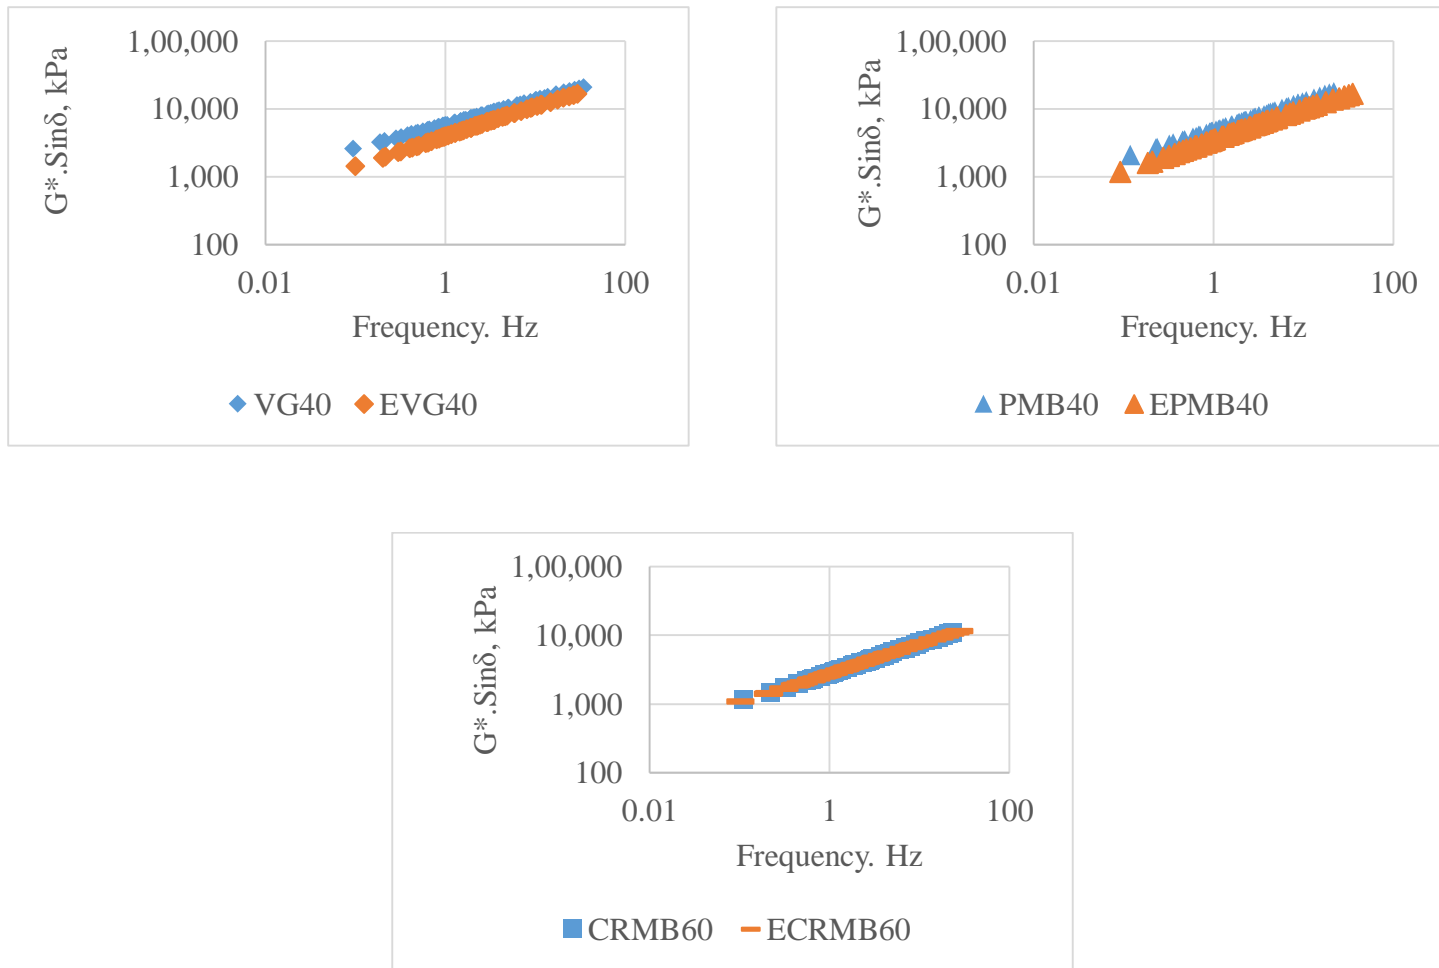 G*.Sinδ, kPa
1,00,000
10,000
1,000
100
0.01 1 100
Frequency. Hz
VG40 EVG40
G*.Sinδ, kPa
1,00,000
10,000
1,000
100
0.01 1 100
Frequency. Hz
PMB40 EPMB40
G*.Sinδ, kPa
1,00,000
10,000
1,000
100
0.01 1 100
Frequency. Hz
CRMB60 ECRMB60